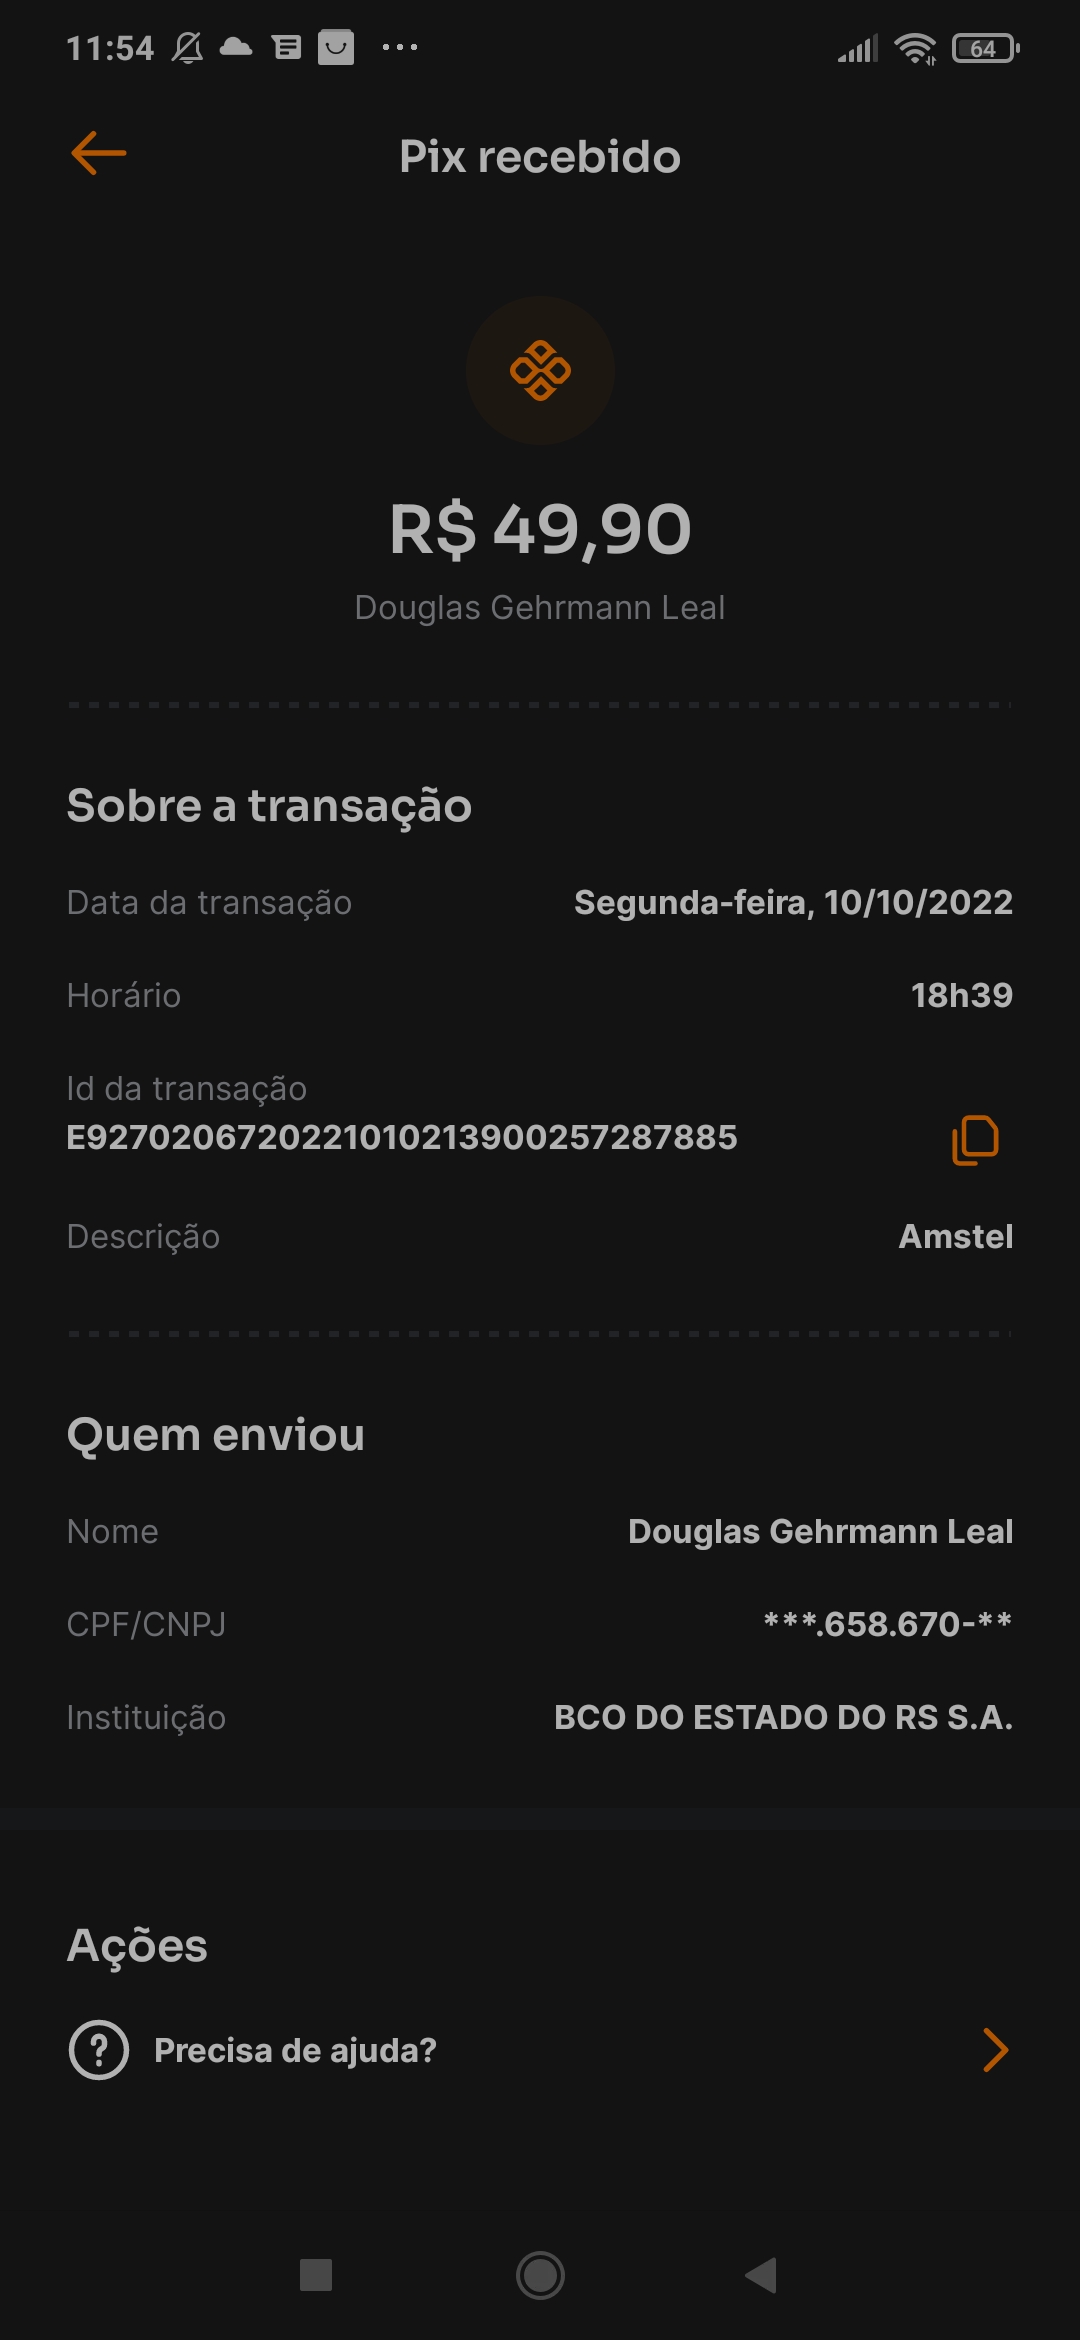 11:54
64
Pix recebido
R$ 49,90
Douglas Gehrmann Leal
Sobre a transação
Data da transação Segunda-feira, 10/10/2022
Horário 18h39
Id da transação
E9270206720221010213900257287885
Descrição Amstel
Quem enviou
Nome Douglas Gehrmann Leal
CPF/CNPJ ***.658.670-**
Instituição BCO DO ESTADO DO RS S.A.
Ações
Precisa de ajuda?